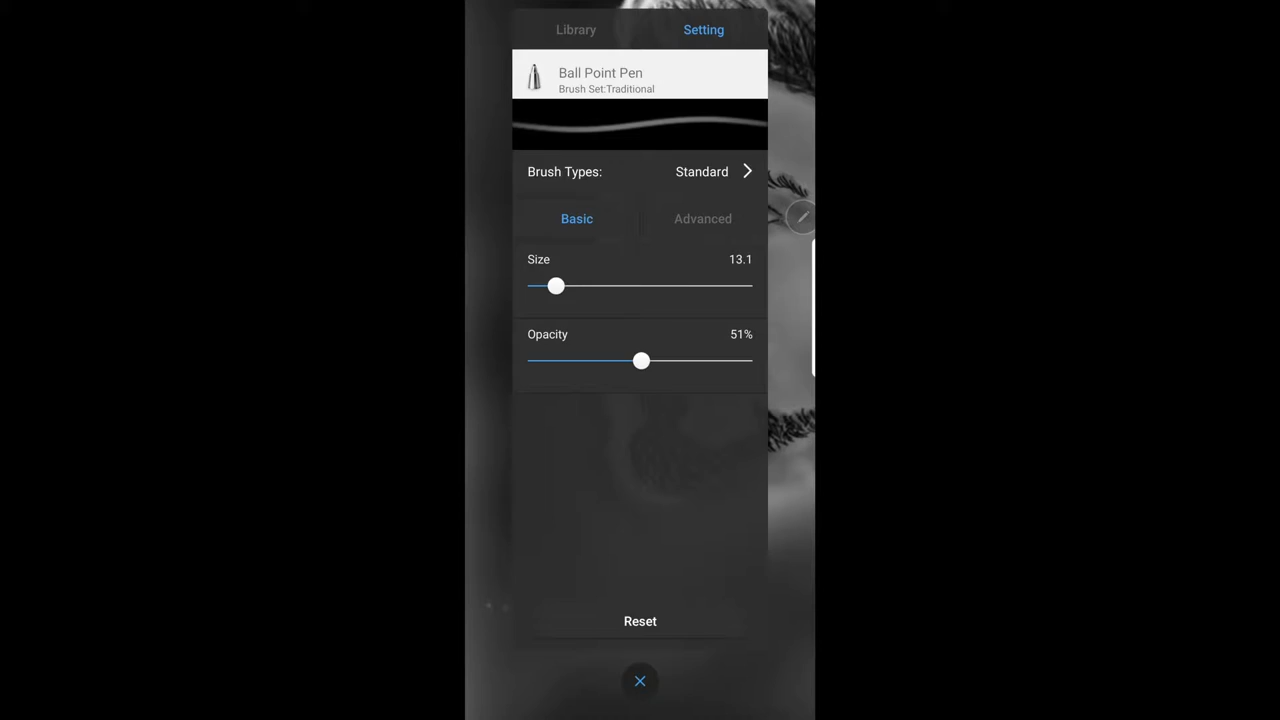 Library Setting
Ball Point Pen
Brush Set:Traditional
Brush Types: Standard
Basic Advanced
Size 13.1
Opacity 51%
Reset